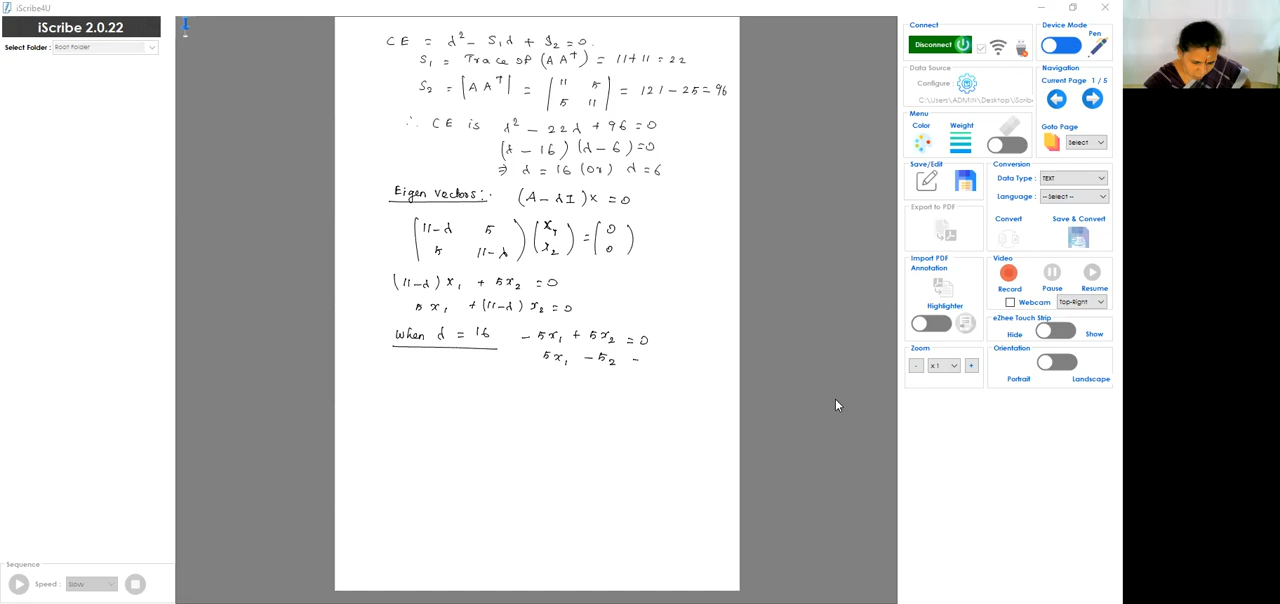 iScribe4U
iScribe 2.0.22
Select Folder : Root Folder
CE = λ² - S₁λ + S₂ = 0.
S₁ = Trace of (AAᵀ) = 11 + 11 = 22
S₂ = |AAᵀ| = | 11 5 | = 121 - 25 = 96
5 11
∴ CE is λ² - 22λ + 96 = 0
(λ - 16) (λ - 6) = 0
⇒ λ = 16 (or) λ = 6
Eigen vectors:. (A - λI) x = 0
( 11-λ 5 ) ( x₁ ) = ( 0 )
5 11-λ x₂ 0
(11-λ) x₁ + 5x₂ = 0
5x₁ + (11-λ) x₂ = 0
When λ = 16 - 5x₁ + 5x₂ = 0
5x₁ - 5₂ -
Sequence
Speed : Slow
Connect
Disconnect
Device Mode
Pen
Data Source
Configure :
C:\Users\ADMIN\Desktop\Scribe
Navigation
Current Page 1 / 5
Menu
Color Weight
Goto Page
Select
Save/Edit
Conversion
Data Type : TEXT
Language : -- Select --
Export to PDF
Convert Save & Convert
Import PDF
Annotation
Video
Record Pause Resume
Webcam Top-Right
Highlighter
eZhee Touch Strip
Hide Show
Zoom
- x 1 +
Orientation
Portrait Landscape